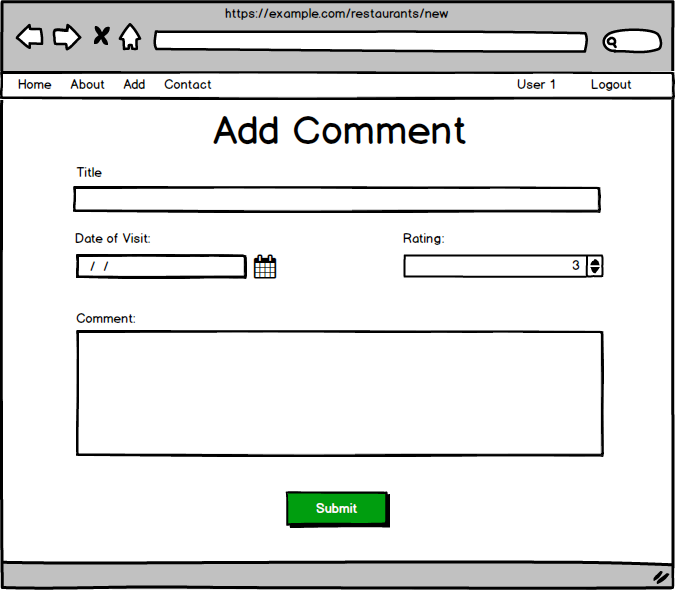 https://example.com/restaurants/new
Home About Add Contact User 1 Logout
Add Comment
Title
Date of Visit: Rating:
/ / 3
Comment:
Submit